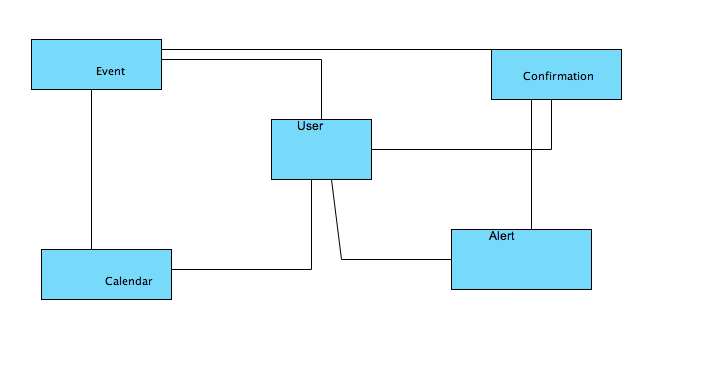 Event
Confirmation
User
Alert
Calendar